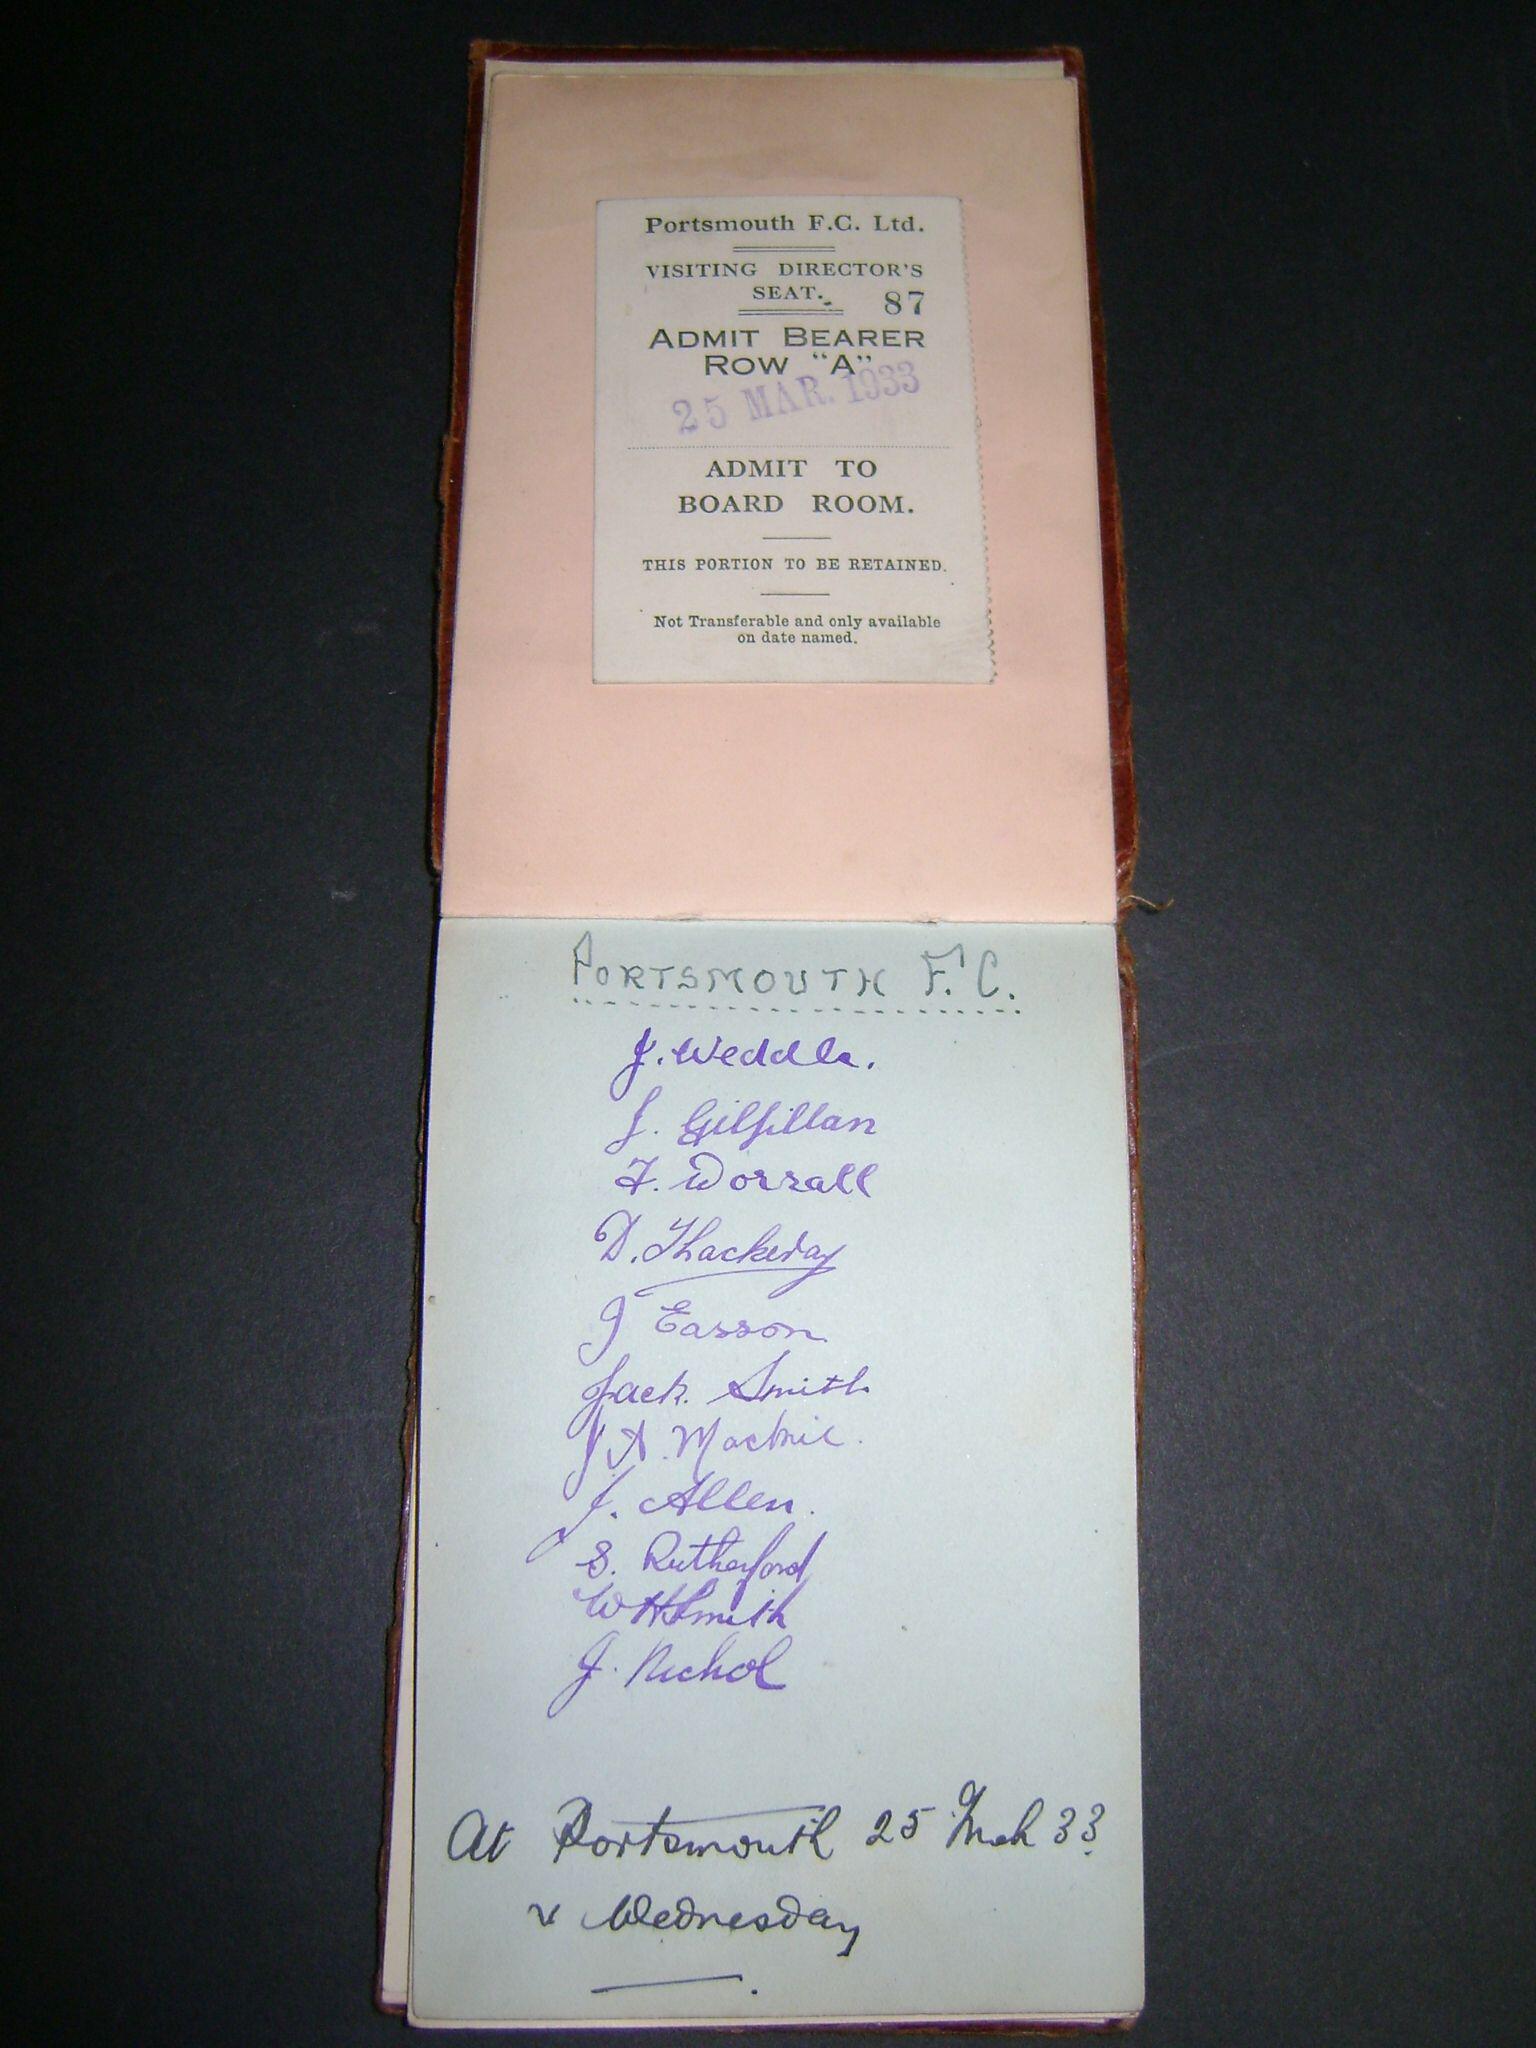 Portsmouth F.C. Ltd.
VISITING DIRECTOR'S
SEAT. 87
ADMIT BEARER
ROW "A"
25 MAR. 1933
ADMIT TO
BOARD ROOM.
THIS PORTION TO BE RETAINED.
Not Transferable and only available
on date named.
PORTSMOUTH F.C.
J. Weddle.
J. Gilfillan
F. Worrall
D. Thackeray
J Easson
Jack Smith
J A. Mackie.
J. Allen.
S. Rutherford
W H Smith
J. Nichol
At Portsmouth 25 Mch 33
v Wednesday